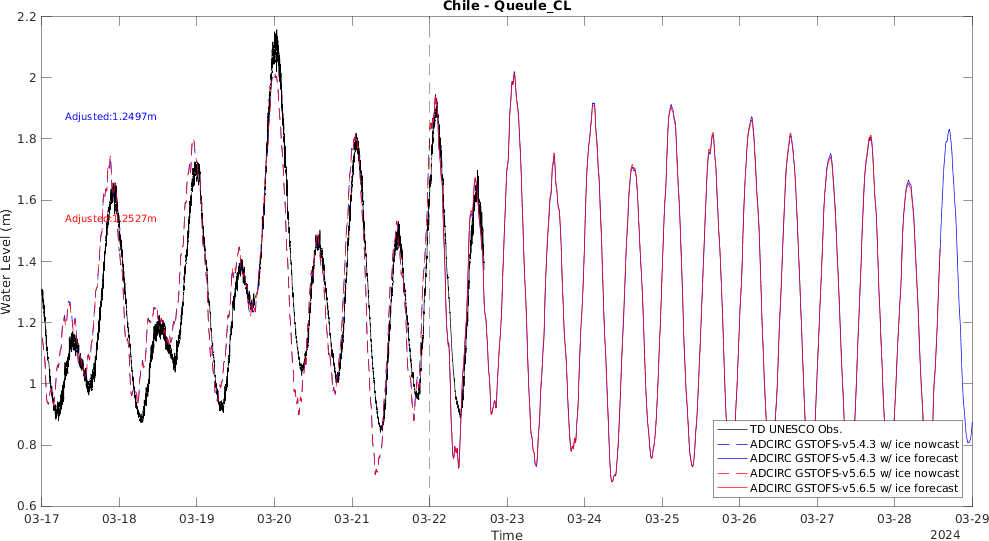 Chile - Queule_CL
2.2
2
1.8
1.6
1.4
1.2
1
0.8
0.6
Water Level (m)
Adjusted:1.2497m
Adjusted:1.2527m
TD UNESCO Obs.
ADCIRC GSTOFS-v5.4.3 w/ ice nowcast
ADCIRC GSTOFS-v5.4.3 w/ ice forecast
ADCIRC GSTOFS-v5.6.5 w/ ice nowcast
ADCIRC GSTOFS-v5.6.5 w/ ice forecast
03-17 03-18 03-19 03-20 03-21 03-22 03-23 03-24 03-25 03-26 03-27 03-28 03-29
Time
2024